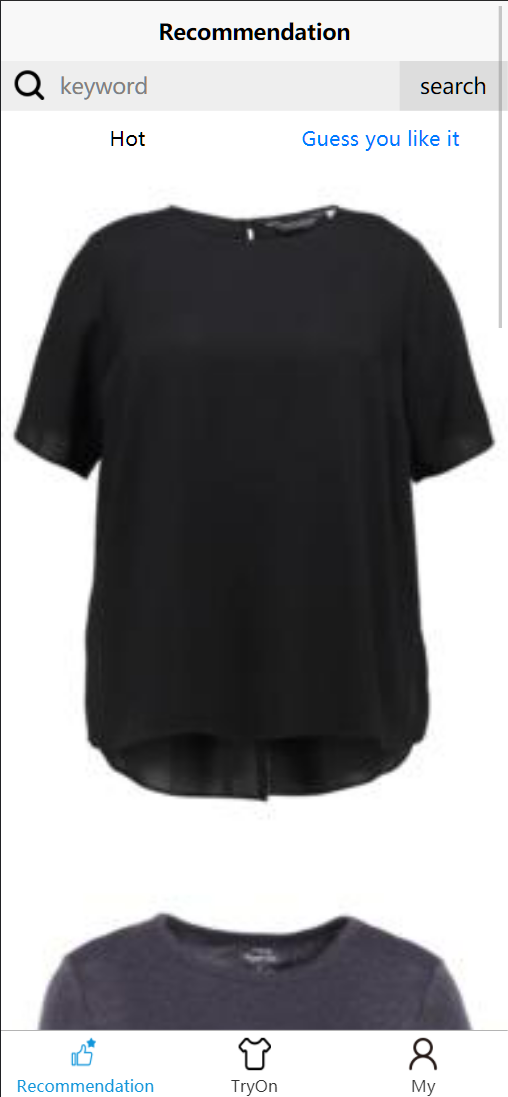 Recommendation
keyword
search
Hot
Guess you like it
Recommendation
TryOn
My